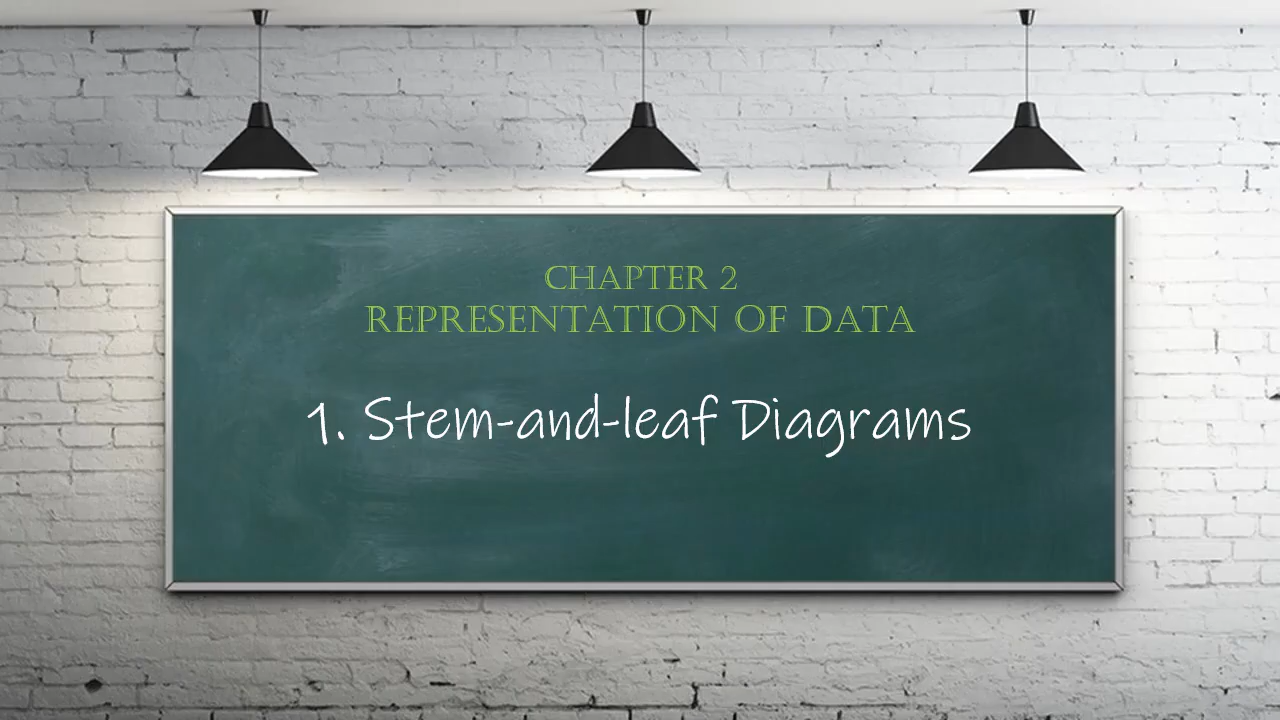 CHAPTER 2
REPRESENTATION OF DATA
1. Stem-and-leaf Diagrams